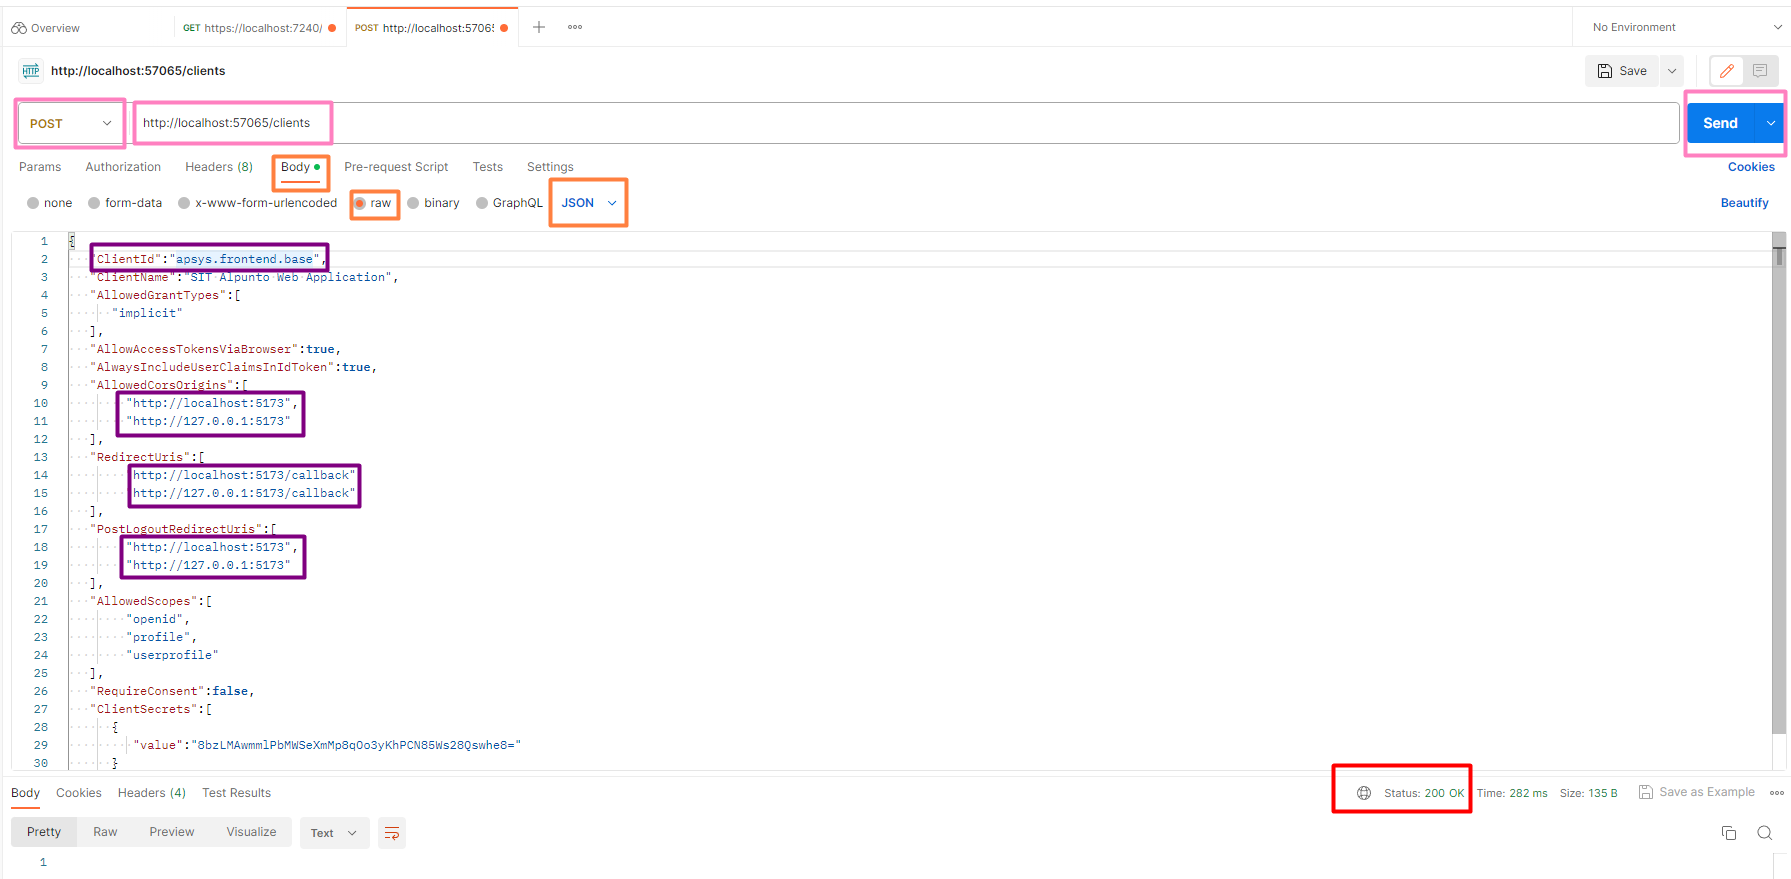 Overview
GET https://localhost:7240/
POST http://localhost:5706
No Environment
HTTP http://localhost:57065/clients
Save
POST
http://localhost:57065/clients
Send
Params Authorization Headers (8) Body Pre-request Script Tests Settings
Cookies
none form-data x-www-form-urlencoded raw binary GraphQL JSON
Beautify
1 {
2 "ClientId":"apsys.frontend.base",
3 "ClientName":"SIT Alpunto Web Application",
4 "AllowedGrantTypes":[
5 "implicit"
6 ],
7 "AllowAccessTokensViaBrowser":true,
8 "AlwaysIncludeUserClaimsInIdToken":true,
9 "AllowedCorsOrigins":[
10 "http://localhost:5173",
11 "http://127.0.0.1:5173"
12 ],
13 "RedirectUris":[
14 http://localhost:5173/callback"
15 http://127.0.0.1:5173/callback"
16 ],
17 "PostLogoutRedirectUris":[
18 "http://localhost:5173",
19 "http://127.0.0.1:5173"
20 ],
21 "AllowedScopes":[
22 "openid",
23 "profile",
24 "userprofile"
25 ],
26 "RequireConsent":false,
27 "ClientSecrets":[
28 {
29 "value":"8bzLMAwmmlPbMWSeXmMp8qOo3yKhPCN85Ws28Qswhe8="
30 }
Body Cookies Headers (4) Test Results
Status: 200 OK Time: 282 ms Size: 135 B Save as Example
Pretty Raw Preview Visualize Text
1